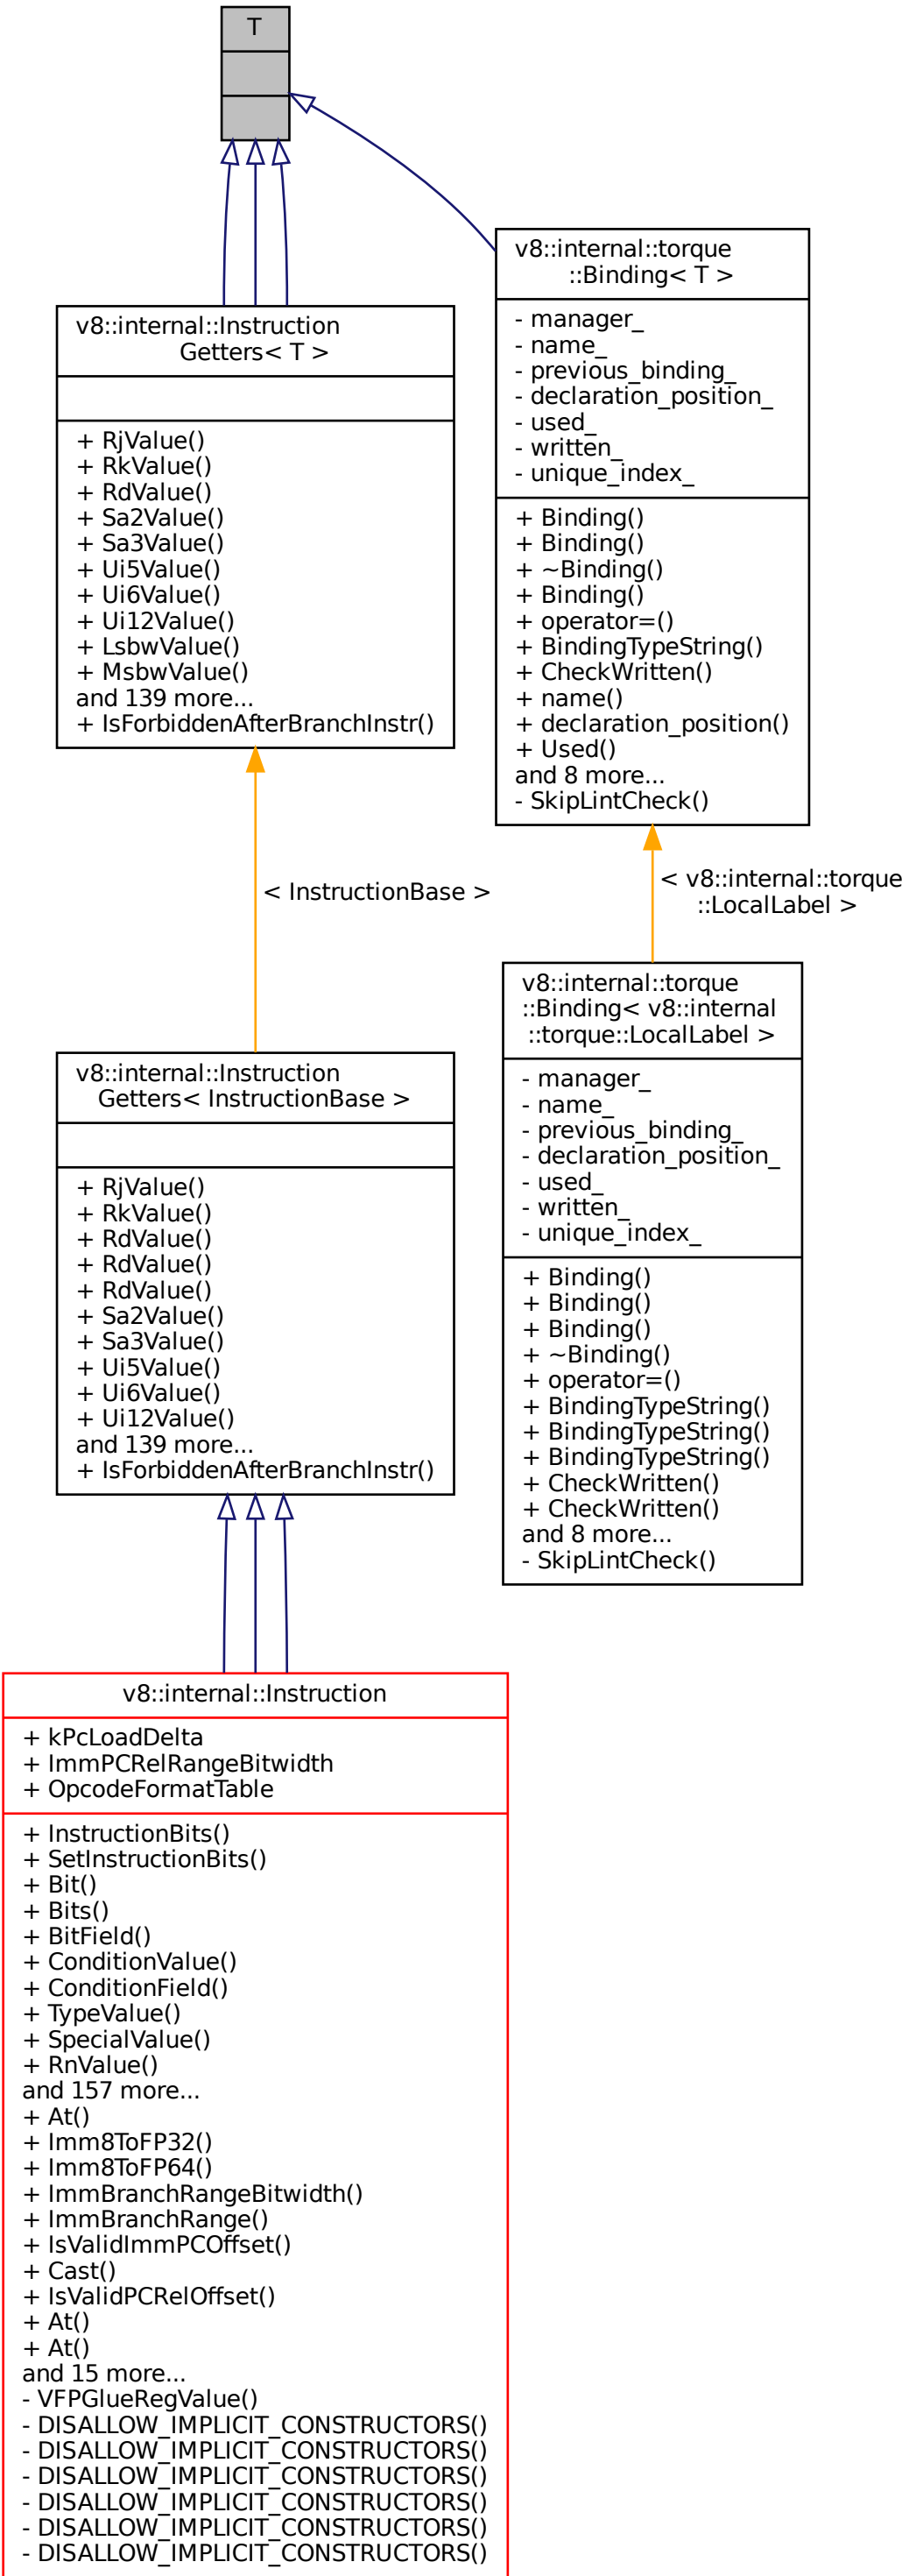 T
v8::internal::torque
::Binding< T >
- manager_
- name_
- previous_binding_
- declaration_position_
- used_
- written_
- unique_index_
+ Binding()
+ Binding()
+ ~Binding()
+ Binding()
+ operator=()
+ BindingTypeString()
+ CheckWritten()
+ name()
+ declaration_position()
+ Used()
and 8 more...
- SkipLintCheck()
v8::internal::Instruction
Getters< T >
+ RjValue()
+ RkValue()
+ RdValue()
+ Sa2Value()
+ Sa3Value()
+ Ui5Value()
+ Ui6Value()
+ Ui12Value()
+ LsbwValue()
+ MsbwValue()
and 139 more...
+ IsForbiddenAfterBranchInstr()
< InstructionBase >
< v8::internal::torque
::LocalLabel >
v8::internal::torque
::Binding< v8::internal
::torque::LocalLabel >
- manager_
- name_
- previous_binding_
- declaration_position_
- used_
- written_
- unique_index_
+ Binding()
+ Binding()
+ Binding()
+ ~Binding()
+ operator=()
+ BindingTypeString()
+ BindingTypeString()
+ BindingTypeString()
+ CheckWritten()
+ CheckWritten()
and 8 more...
- SkipLintCheck()
v8::internal::Instruction
Getters< InstructionBase >
+ RjValue()
+ RkValue()
+ RdValue()
+ RdValue()
+ RdValue()
+ Sa2Value()
+ Sa3Value()
+ Ui5Value()
+ Ui6Value()
+ Ui12Value()
and 139 more...
+ IsForbiddenAfterBranchInstr()
v8::internal::Instruction
+ kPcLoadDelta
+ ImmPCRelRangeBitwidth
+ OpcodeFormatTable
+ InstructionBits()
+ SetInstructionBits()
+ Bit()
+ Bits()
+ BitField()
+ ConditionValue()
+ ConditionField()
+ TypeValue()
+ SpecialValue()
+ RnValue()
and 157 more...
+ At()
+ Imm8ToFP32()
+ Imm8ToFP64()
+ ImmBranchRangeBitwidth()
+ ImmBranchRange()
+ IsValidImmPCOffset()
+ Cast()
+ IsValidPCRelOffset()
+ At()
+ At()
and 15 more...
- VFPGlueRegValue()
- DISALLOW_IMPLICIT_CONSTRUCTORS()
- DISALLOW_IMPLICIT_CONSTRUCTORS()
- DISALLOW_IMPLICIT_CONSTRUCTORS()
- DISALLOW_IMPLICIT_CONSTRUCTORS()
- DISALLOW_IMPLICIT_CONSTRUCTORS()
- DISALLOW_IMPLICIT_CONSTRUCTORS()